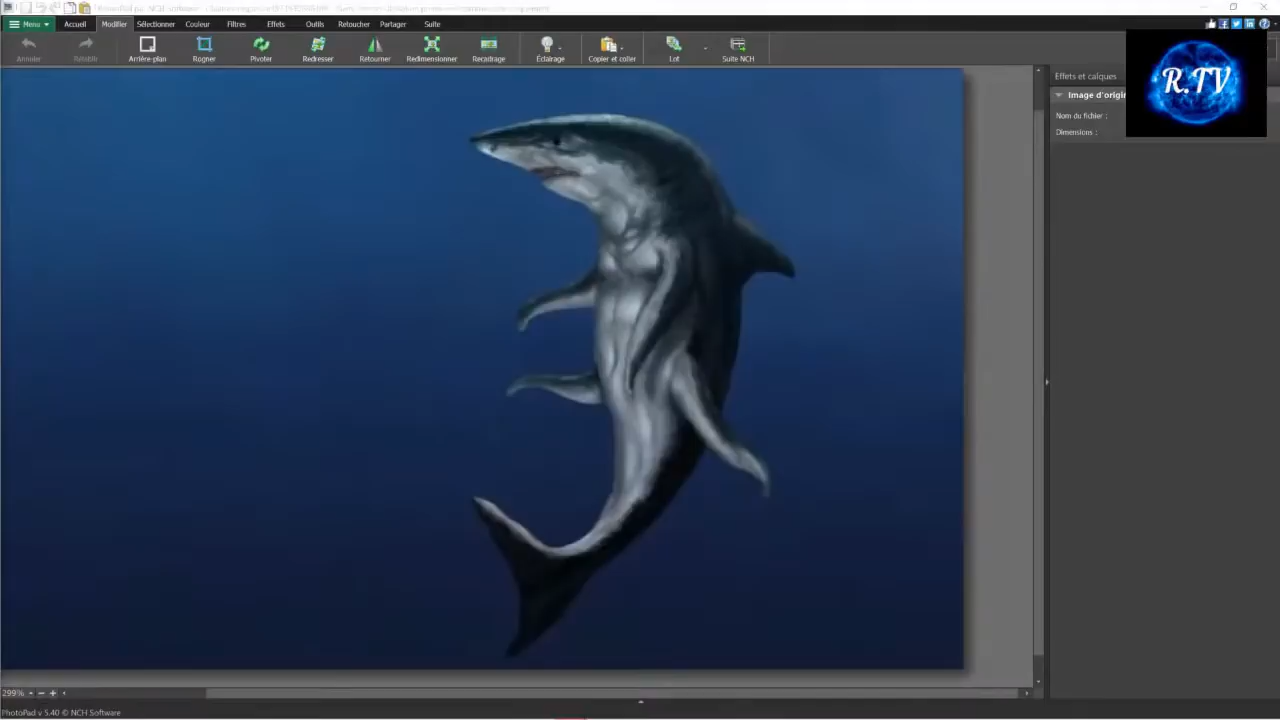 Menu Accueil Modifier Sélectionner Couleur Filtres Effets Outils Retoucher Partager Suite
Annuler Rétablir Arrière-plan Rogner Pivoter Redresser Retourner Redimensionner Recadrage Éclairage Copier et coller Lot Suite NCH
R.TV
Effets et calques
Image d'origi
Nom du fichier :
Dimensions :
299%
PhotoPad v 5.40 © NCH Software